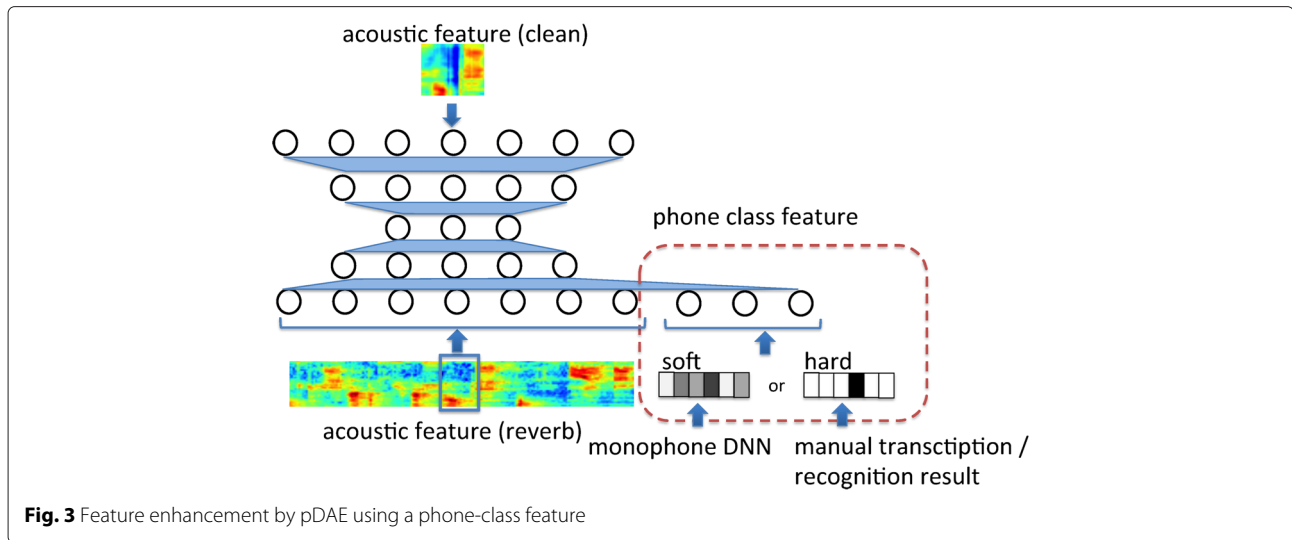 acoustic feature (clean)
phone class feature
soft
or
hard
acoustic feature (reverb)
monophone DNN
manual transctiption /
recognition result
Fig. 3 Feature enhancement by pDAE using a phone-class feature